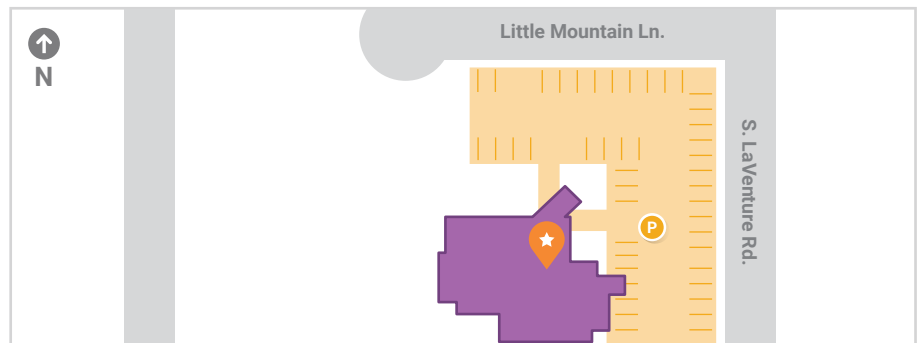 Little Mountain Ln.
N
S. LaVenture Rd.
P